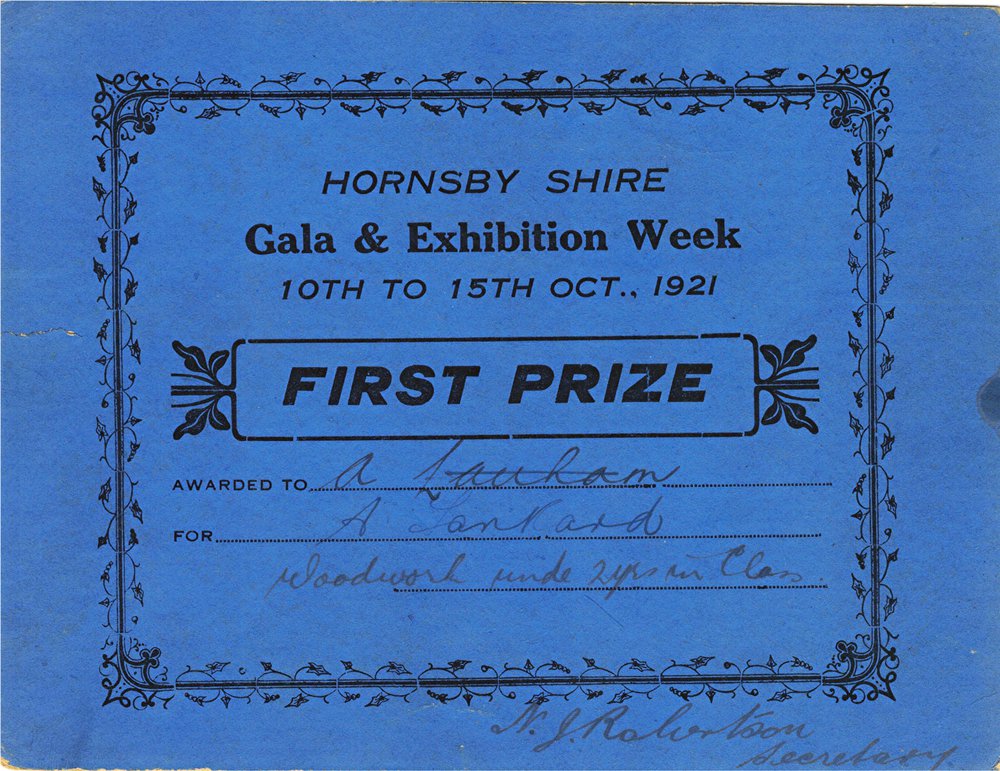 HORNSBY SHIRE
Gala & Exhibition Week
10TH TO 15TH OCT., 1921
FIRST PRIZE
AWARDED TO A
FOR A Tankard
Woodwork unde 2yrs in Class.
N. J. Robertson
Secretary